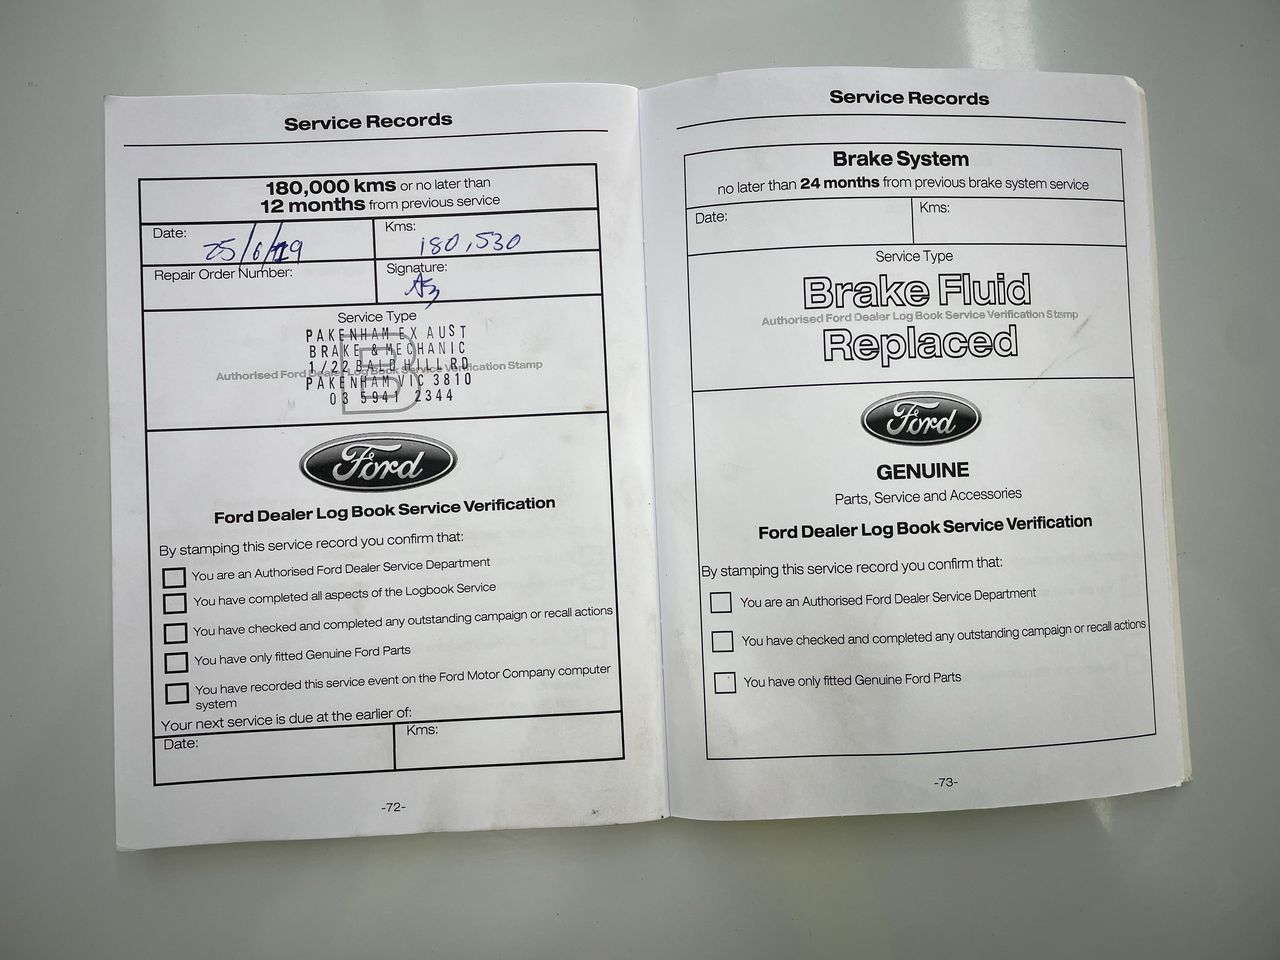 Service Records
180,000 kms or no later than
12 months from previous service
Date:
25/6/19
Kms:
180,530
Repair Order Number:
Signature:
Service Type
B
Authorised Ford Dealer Log Book Service Verification Stamp
PAKENHAM EXAUST
BRAKE & MECHANIC
1/22 BALD HILL RD
PAKENHAM VIC 3810
03 5941 2344
Ford
Ford Dealer Log Book Service Verification
By stamping this service record you confirm that:
You are an Authorised Ford Dealer Service Department
You have completed all aspects of the Logbook Service
You have checked and completed any outstanding campaign or recall actions
You have only fitted Genuine Ford Parts
You have recorded this service event on the Ford Motor Company computer
system
Your next service is due at the earlier of:
Date:
Kms:
-72-
Service Records
Brake System
no later than 24 months from previous brake system service
Date:
Kms:
Service Type
Brake Fluid
Authorised Ford Dealer Log Book Service Verification Stamp
Replaced
Ford
GENUINE
Parts, Service and Accessories
Ford Dealer Log Book Service Verification
By stamping this service record you confirm that:
You are an Authorised Ford Dealer Service Department
You have checked and completed any outstanding campaign or recall actions
You have only fitted Genuine Ford Parts
-73-